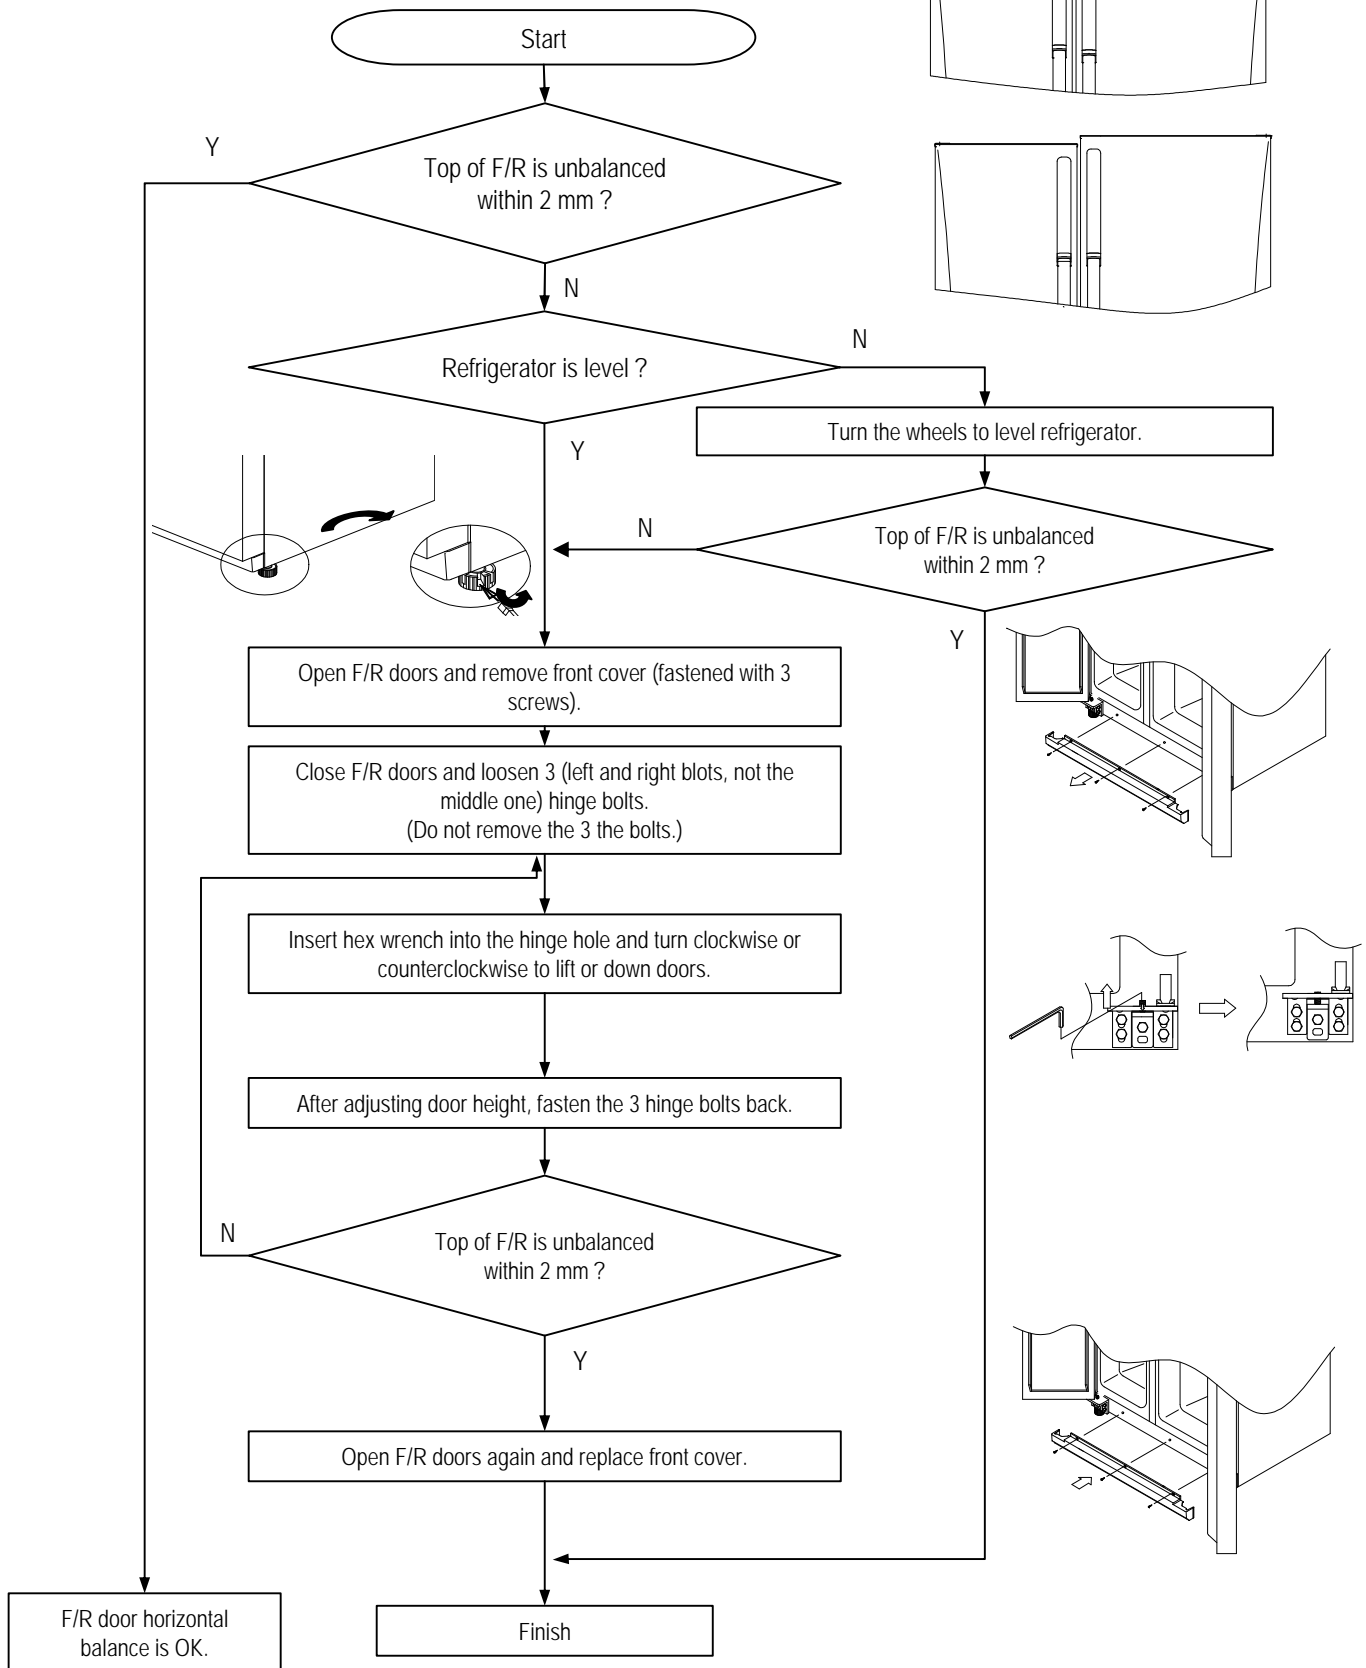 Start
Y
Top of F/R is unbalanced
within 2 mm ?
N
Refrigerator is level ?
N
Turn the wheels to level refrigerator.
Y
N
Top of F/R is unbalanced
within 2 mm ?
Y
Open F/R doors and remove front cover (fastened with 3
screws).
Close F/R doors and loosen 3 (left and right blots, not the
middle one) hinge bolts.
(Do not remove the 3 the bolts.)
Insert hex wrench into the hinge hole and turn clockwise or
counterclockwise to lift or down doors.
After adjusting door height, fasten the 3 hinge bolts back.
N
Top of F/R is unbalanced
within 2 mm ?
Y
Open F/R doors again and replace front cover.
F/R door horizontal
balance is OK.
Finish